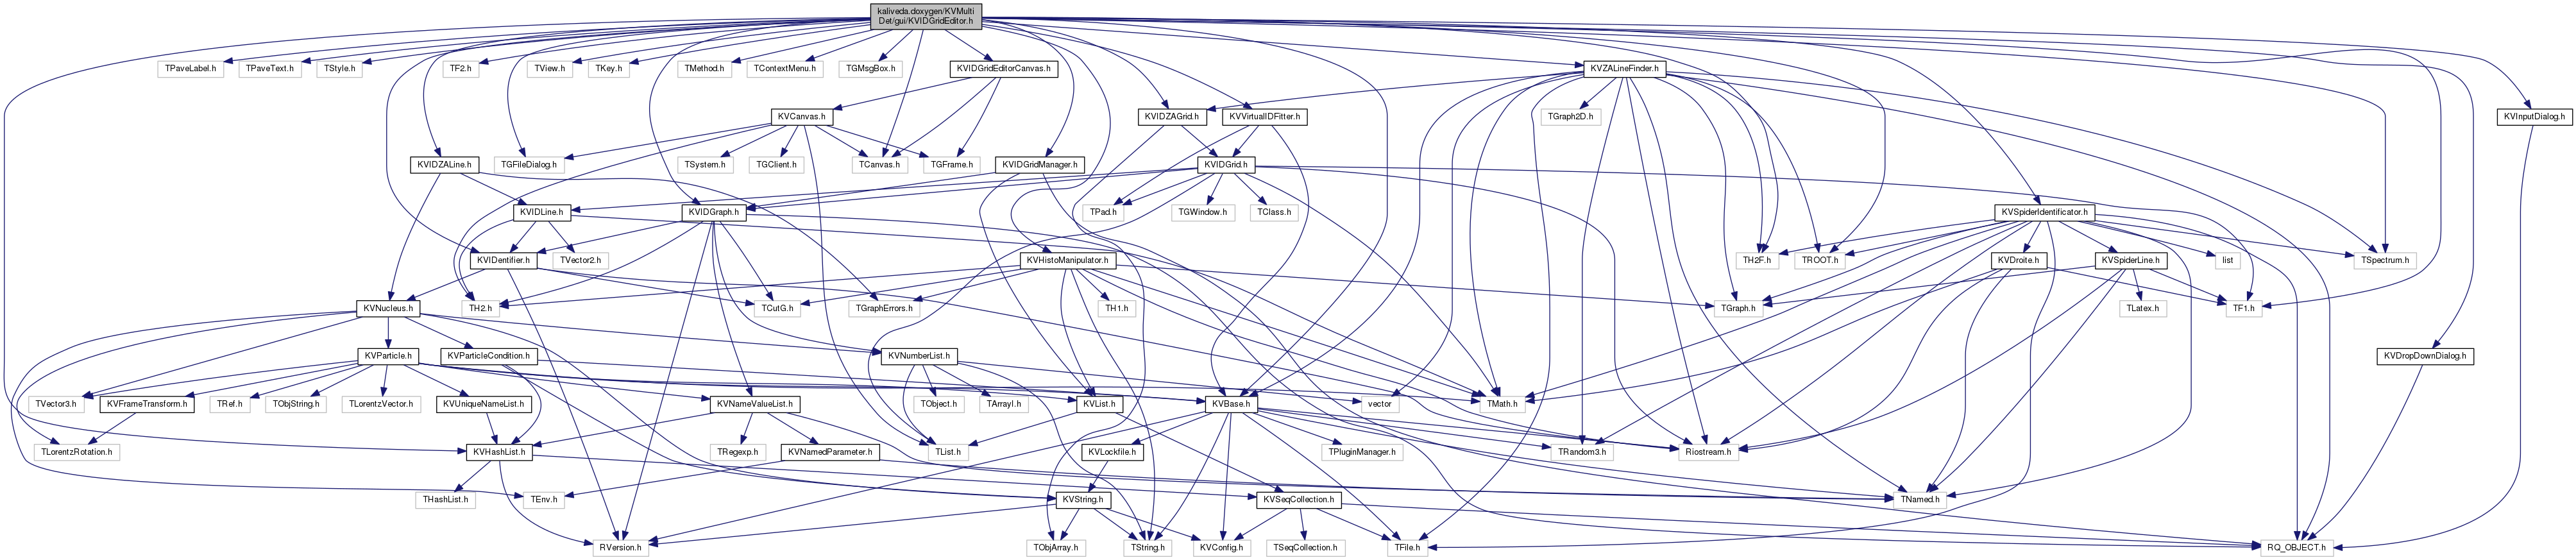 kaliveda.doxygen/KVMulti
Det/gui/KVIDGridEditor.h
TPaveLabel.h
TPaveText.h
TStyle.h
TF2.h
TView.h
TKey.h
TMethod.h
TContextMenu.h
TGMsgBox.h
KVIDGridEditorCanvas.h
KVZALineFinder.h
KVCanvas.h
KVIDZAGrid.h
KVVirtualIDFitter.h
TGraph2D.h
KVInputDialog.h
KVIDZALine.h
TGFileDialog.h
TSystem.h
TGClient.h
TCanvas.h
TGFrame.h
KVIDGridManager.h
KVIDGrid.h
KVIDLine.h
KVIDGraph.h
TPad.h
TGWindow.h
TClass.h
KVSpiderIdentificator.h
KVIDentifier.h
TVector2.h
KVHistoManipulator.h
TH2F.h
TROOT.h
KVDroite.h
KVSpiderLine.h
list
TSpectrum.h
KVNucleus.h
TH2.h
TCutG.h
TGraphErrors.h
TH1.h
TGraph.h
TLatex.h
TF1.h
KVParticle.h
KVParticleCondition.h
KVNumberList.h
KVDropDownDialog.h
TVector3.h
KVFrameTransform.h
TRef.h
TObjString.h
TLorentzVector.h
KVUniqueNameList.h
KVNameValueList.h
TObject.h
TArrayI.h
KVList.h
KVBase.h
vector
TMath.h
TLorentzRotation.h
KVHashList.h
TRegexp.h
KVNamedParameter.h
TList.h
KVLockfile.h
TPluginManager.h
TRandom3.h
Riostream.h
THashList.h
TEnv.h
KVString.h
KVSeqCollection.h
TNamed.h
RVersion.h
TObjArray.h
TString.h
KVConfig.h
TSeqCollection.h
TFile.h
RQ_OBJECT.h